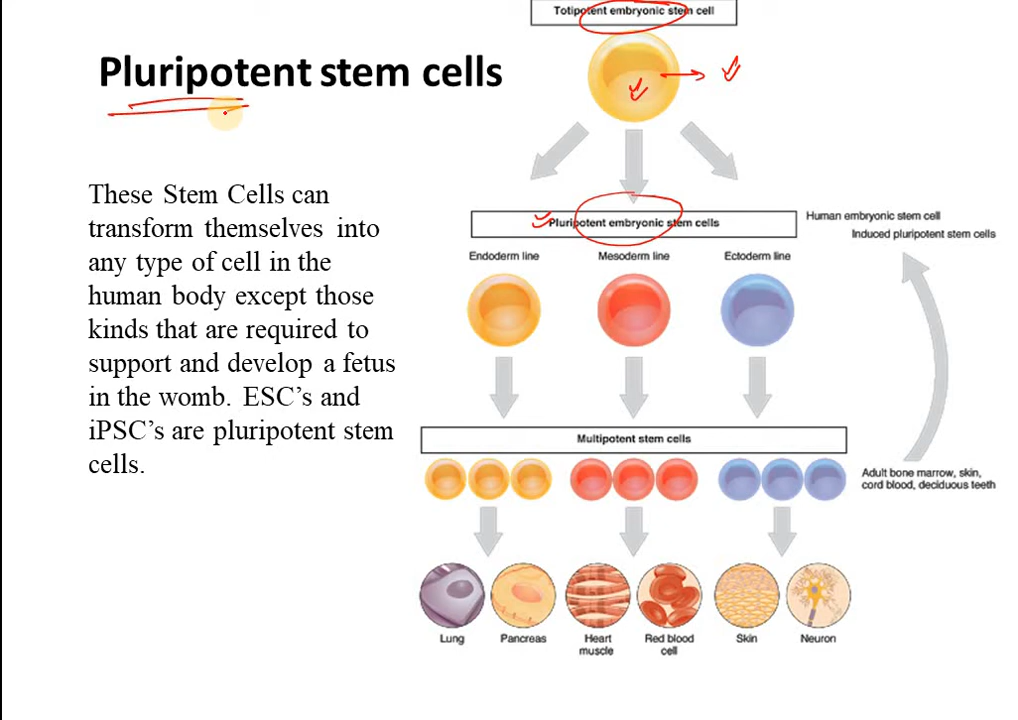 Totipotent embryonic stem cell
Pluripotent stem cells
These Stem Cells can
transform themselves into
any type of cell in the
human body except those
kinds that are required to
support and develop a fetus
in the womb. ESC's and
iPSC's are pluripotent stem
cells.
Pluripotent embryonic stem cells
Human embryonic stem cell
Induced pluripotent stem cells
Endoderm line
Mesoderm line
Ectoderm line
Multipotent stem cells
Adult bone marrow, skin,
cord blood, deciduous teeth
Lung
Pancreas
Heart
muscle
Red blood
cell
Skin
Neuron